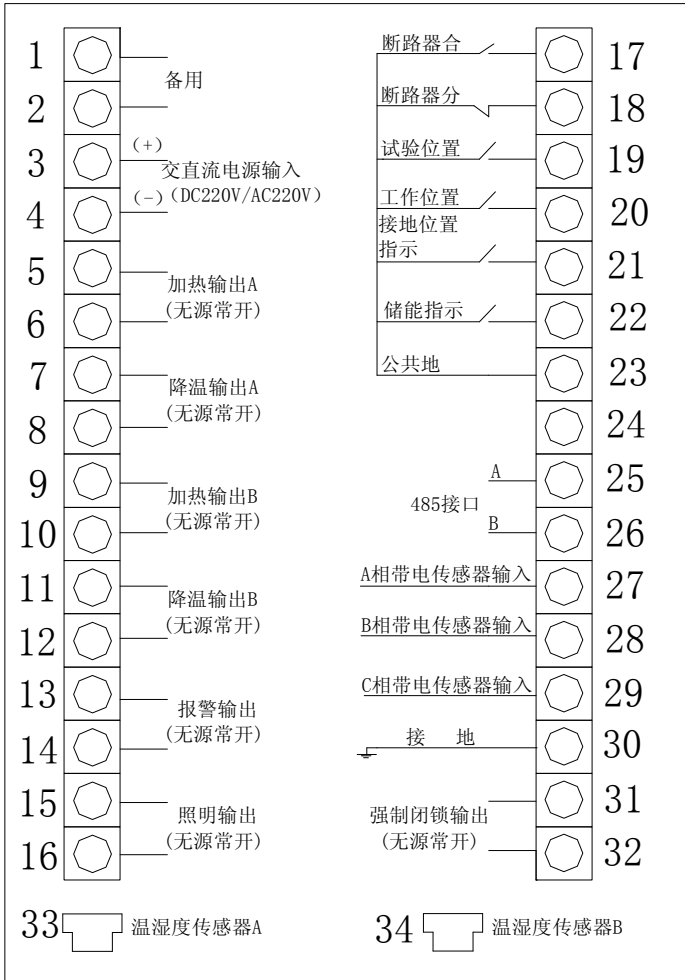 1
备用
2
3
(+)
交直流电源输入
4
(-)
(DC220V/AC220V)
5
加热输出A
6
(无源常开)
7
降温输出A
8
(无源常开)
9
加热输出B
10
(无源常开)
11
降温输出B
12
(无源常开)
13
报警输出
14
(无源常开)
15
照明输出
16
(无源常开)
断路器合
17
断路器分
18
试验位置
19
工作位置
20
接地位置
指示
21
储能指示
22
公共地
23
24
A
25
485接口
B
26
A相带电传感器输入
27
B相带电传感器输入
28
C相带电传感器输入
29
接 地
30
31
强制闭锁输出
(无源常开)
32
33
温湿度传感器A
34
温湿度传感器B